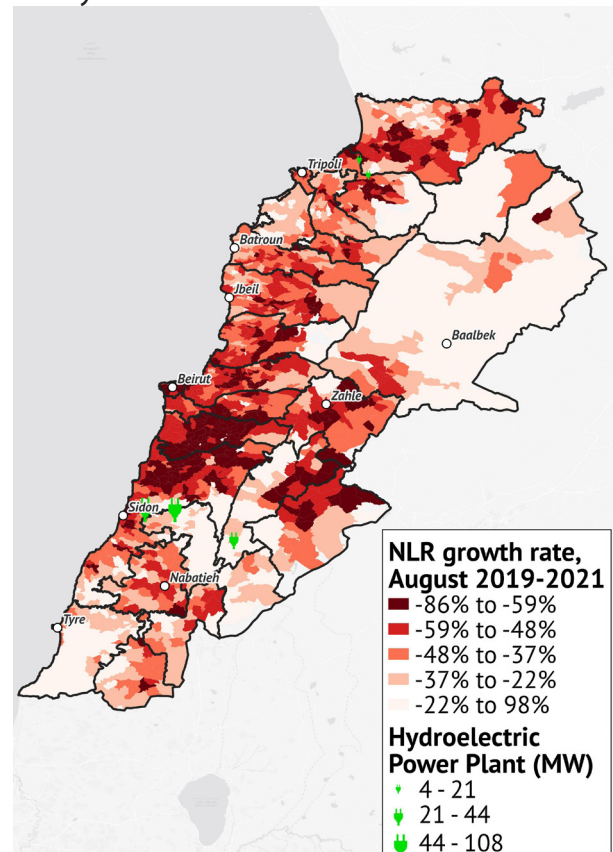 Tripoli
Batroun
Jbeil
Baalbek
Beirut
Zahle
Sidon
Nabatieh
Tyre
NLR growth rate,
August 2019-2021
-86% to -59%
-59% to -48%
-48% to -37%
-37% to -22%
-22% to 98%
Hydroelectric
Power Plant (MW)
4 - 21
21 - 44
44 - 108